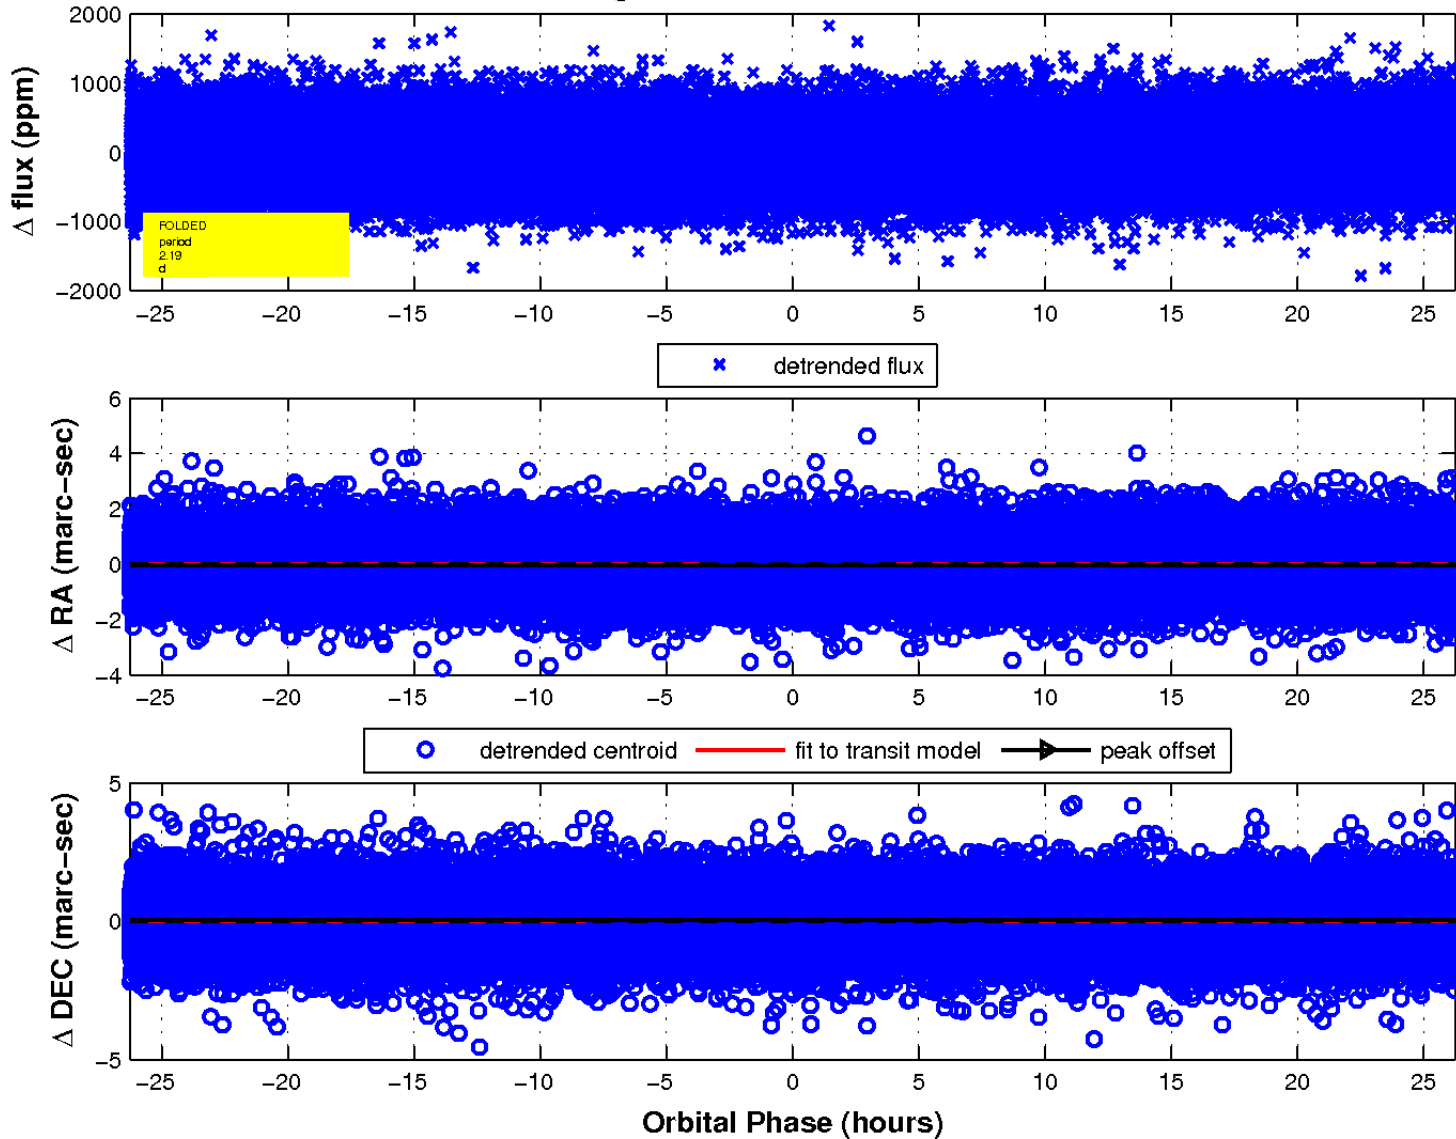 2000
1000
0
−1000
−2000
Δ flux (ppm)
FOLDED
period
2.19
d
−25 −20 −15 −10 −5 0 5 10 15 20 25
detrended flux
6
4
2
0
−2
−4
Δ RA (marc−sec)
−25 −20 −15 −10 −5 0 5 10 15 20 25
detrended centroid fit to transit model peak offset
5
0
−5
Δ DEC (marc−sec)
−25 −20 −15 −10 −5 0 5 10 15 20 25
Orbital Phase (hours)